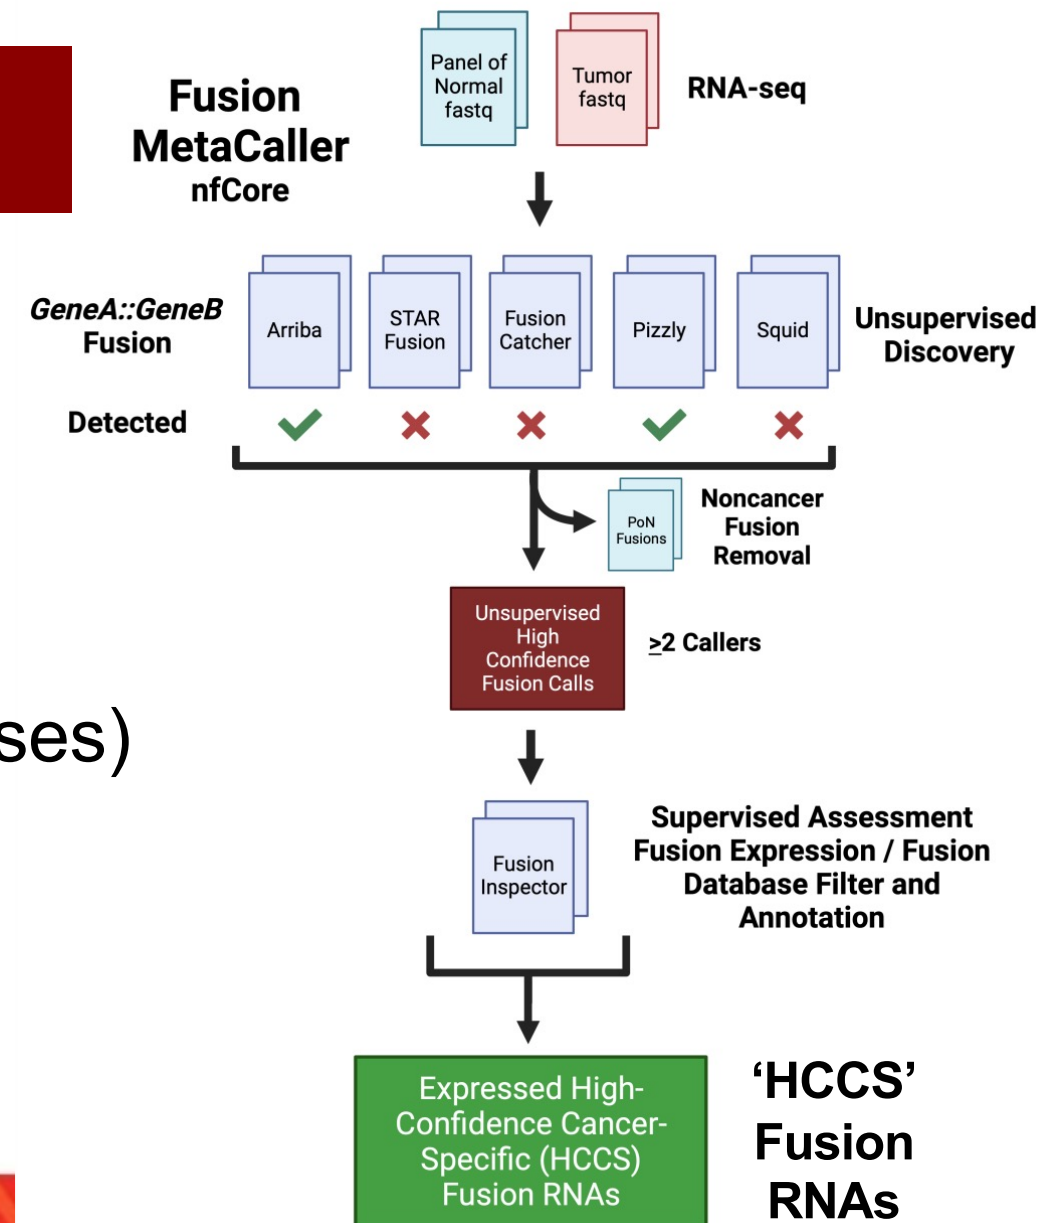 Panel of
Normal
fastq
Tumor
fastq
RNA-seq
Fusion
MetaCaller
nfCore
GeneA::GeneB
Fusion
Arriba
STAR
Fusion
Fusion
Catcher
Pizzly
Squid
Unsupervised
Discovery
Detected
PoN
Fusions
Noncancer
Fusion
Removal
Unsupervised
High
Confidence
Fusion Calls
≥2 Callers
ses)
Fusion
Inspector
Supervised Assessment
Fusion Expression / Fusion
Database Filter and
Annotation
Expressed High-
Confidence Cancer-
Specific (HCCS)
Fusion RNAs
‘HCCS’
Fusion
RNAs